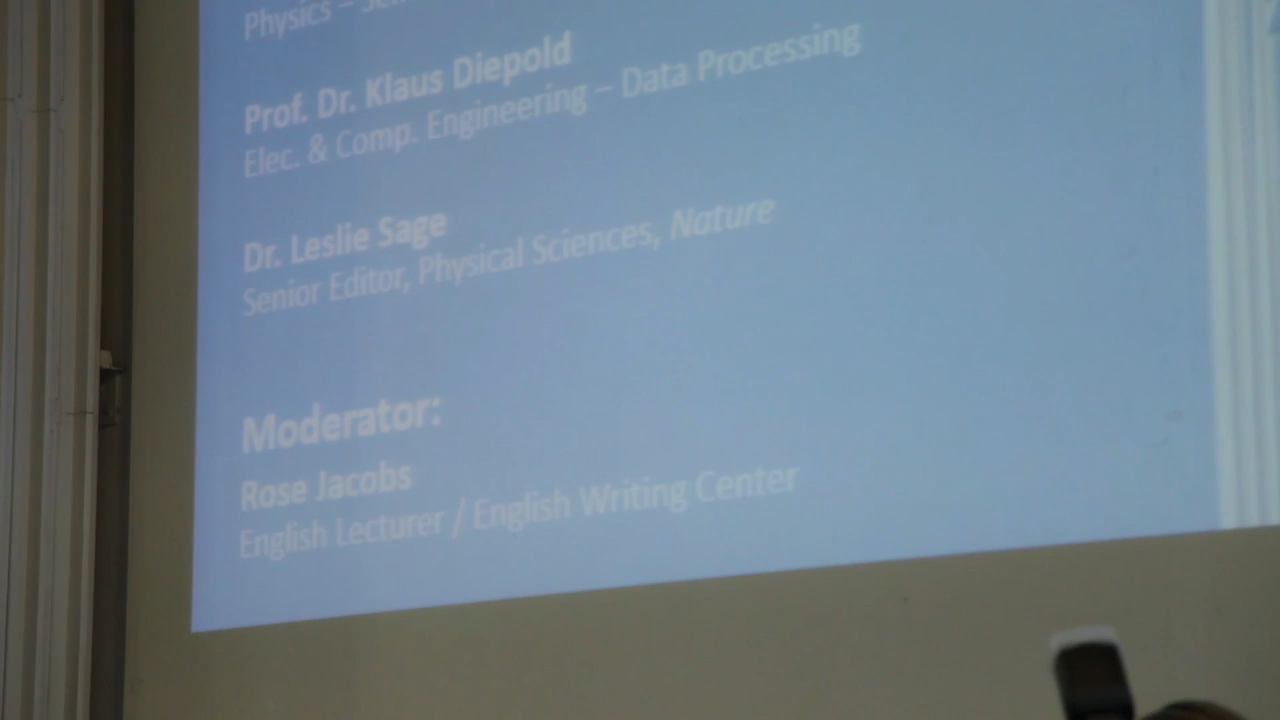 Physics –
Prof. Dr. Klaus Diepold
Elec. & Comp. Engineering – Data Processing
Dr. Leslie Sage
Senior Editor, Physical Sciences, Nature
Moderator:
Rose Jacobs
English Lecturer / English Writing Center